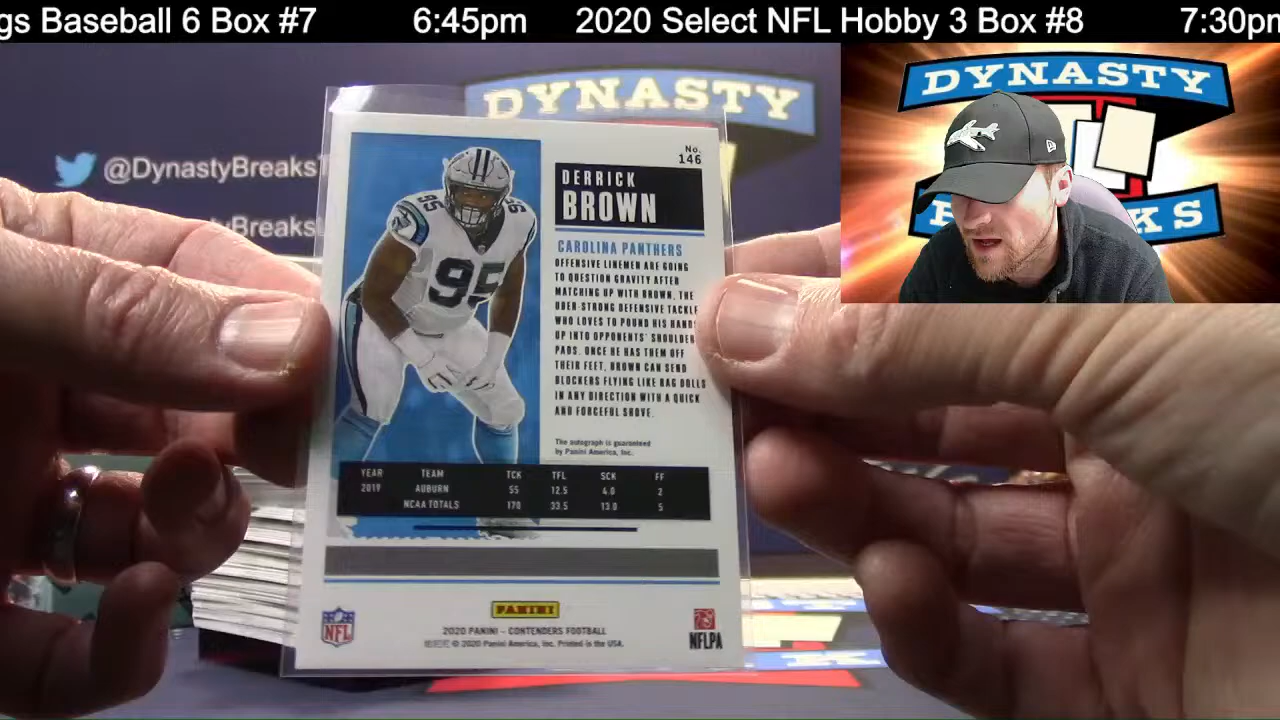 gs Baseball 6 Box #7 6:45pm 2020 Select NFL Hobby 3 Box #8 7:30pm
DYNASTY
DYNASTY
@DynastyBreaks
No.
146
DERRICK
BROWN
95
95
95
CAROLINA PANTHERS
OFFENSIVE LINEMEN ARE GOING
TO QUESTION GRAVITY AFTER
MATCHING UP WITH BROWN. THE
UBER-STRONG DEFENSIVE TACKLE
WHO LOVES TO POUND HIS HANDS
UP INTO OPPONENTS' SHOULDER
PADS. ONCE HE HAS THEM OFF
THEIR FEET, BROWN CAN SEND
BLOCKERS FLYING LIKE RAG DOLLS
IN ANY DIRECTION WITH A QUICK
AND FORCEFUL SHOVE.
The autograph is guaranteed
by Panini America, Inc.
YEAR TEAM TCK TFL SCK FF
2019 AUBURN 55 12.5 4.0 2
NCAA TOTALS 170 33.5 13.0 5
NFL
PANINI
NFLPA
2020 PANINI - CONTENDERS FOOTBALL
© 2020 Panini America, Inc. Printed in the USA.